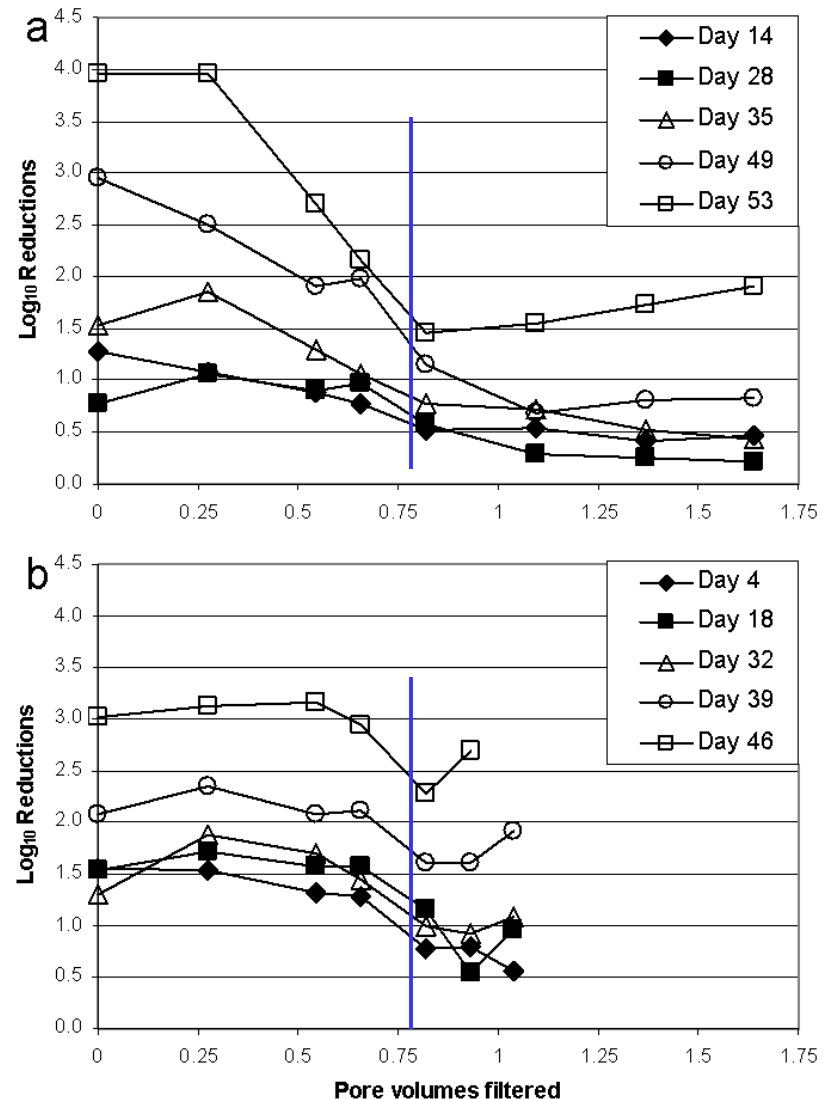 a
4.5
4.0
3.5
3.0
2.5
2.0
1.5
1.0
0.5
0.0
Log10 Reductions
0 0.25 0.5 0.75 1 1.25 1.5 1.75
Day 14
Day 28
Day 35
Day 49
Day 53
b
4.5
4.0
3.5
3.0
2.5
2.0
1.5
1.0
0.5
0.0
Log10 Reductions
0 0.25 0.5 0.75 1 1.25 1.5 1.75
Pore volumes filtered
Day 4
Day 18
Day 32
Day 39
Day 46